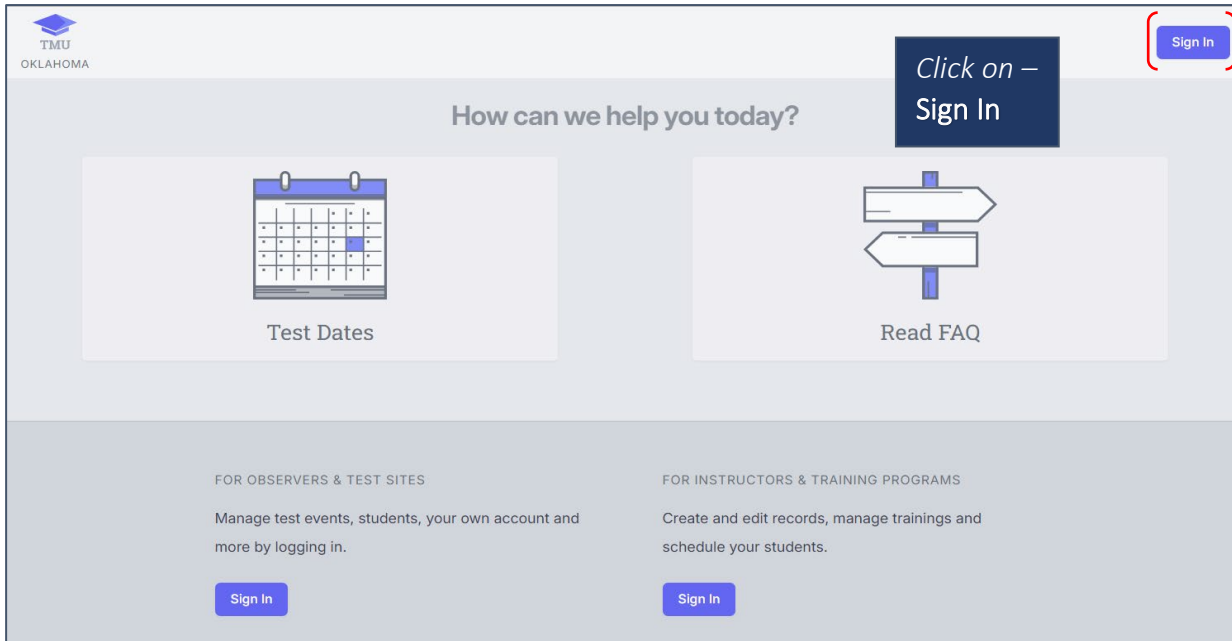 TMU
OKLAHOMA
Sign In
Click on –
Sign In
How can we help you today?
Test Dates
Read FAQ
FOR OBSERVERS & TEST SITES
Manage test events, students, your own account and
more by logging in.
Sign In
FOR INSTRUCTORS & TRAINING PROGRAMS
Create and edit records, manage trainings and
schedule your students.
Sign In